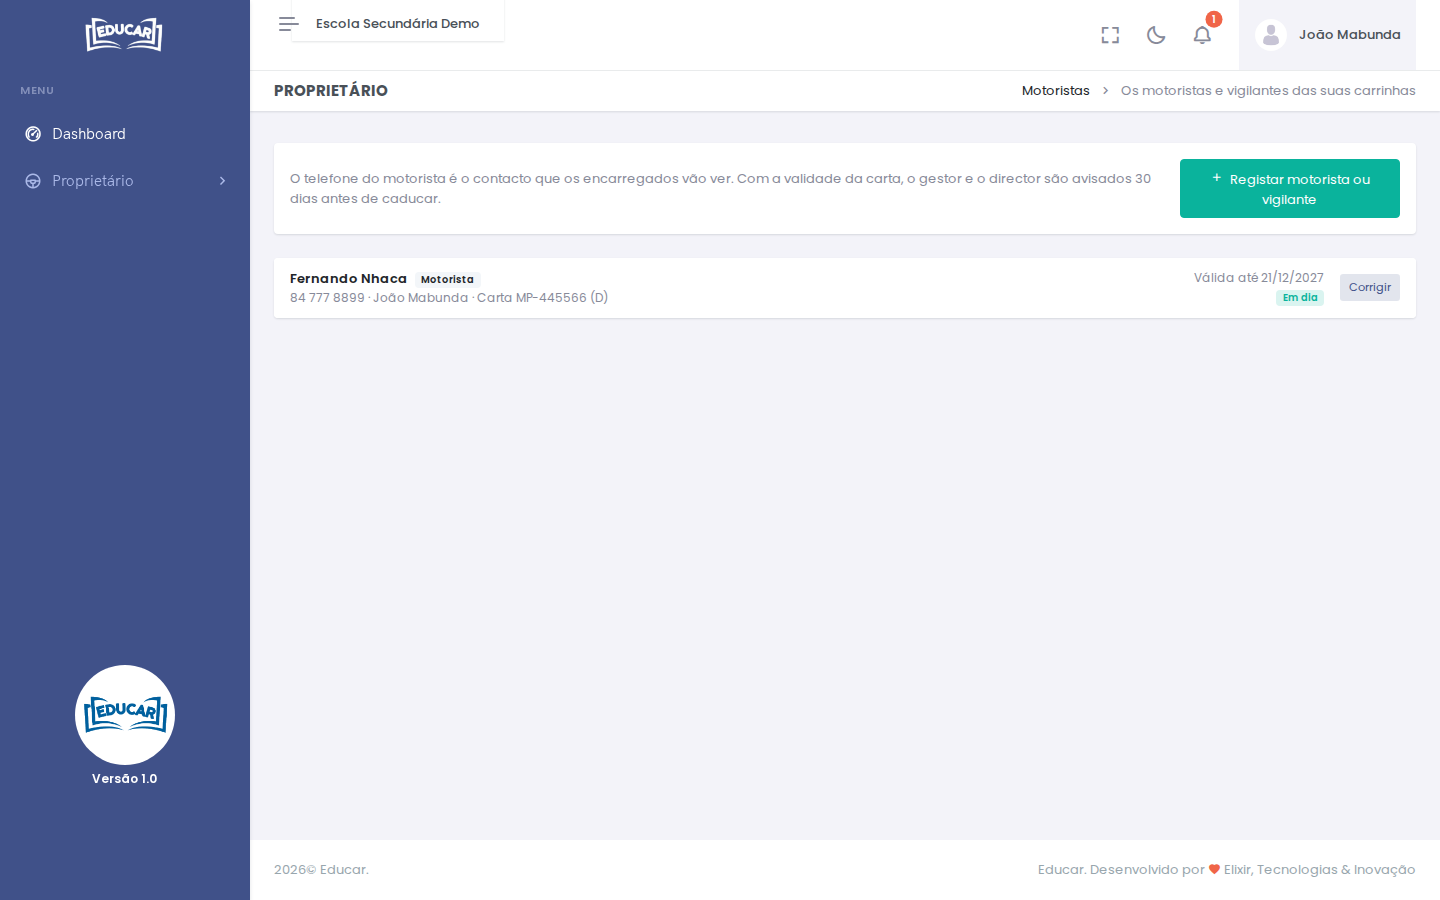 EDUCAR
Escola Secundária Demo
1
João Mabunda
MENU
Dashboard
Proprietário
PROPRIETÁRIO
Motoristas
Os motoristas e vigilantes das suas carrinhas
O telefone do motorista é o contacto que os encarregados vão ver. Com a validade da carta, o gestor e o director são avisados 30
dias antes de caducar.
+ Registar motorista ou
vigilante
Fernando Nhaca Motorista
84 777 8899 · João Mabunda · Carta MP-445566 (D)
Válida até 21/12/2027
Em dia
Corrigir
EDUCAR
Versão 1.0
2026© Educar.
Educar. Desenvolvido por Elixir, Tecnologias & Inovação